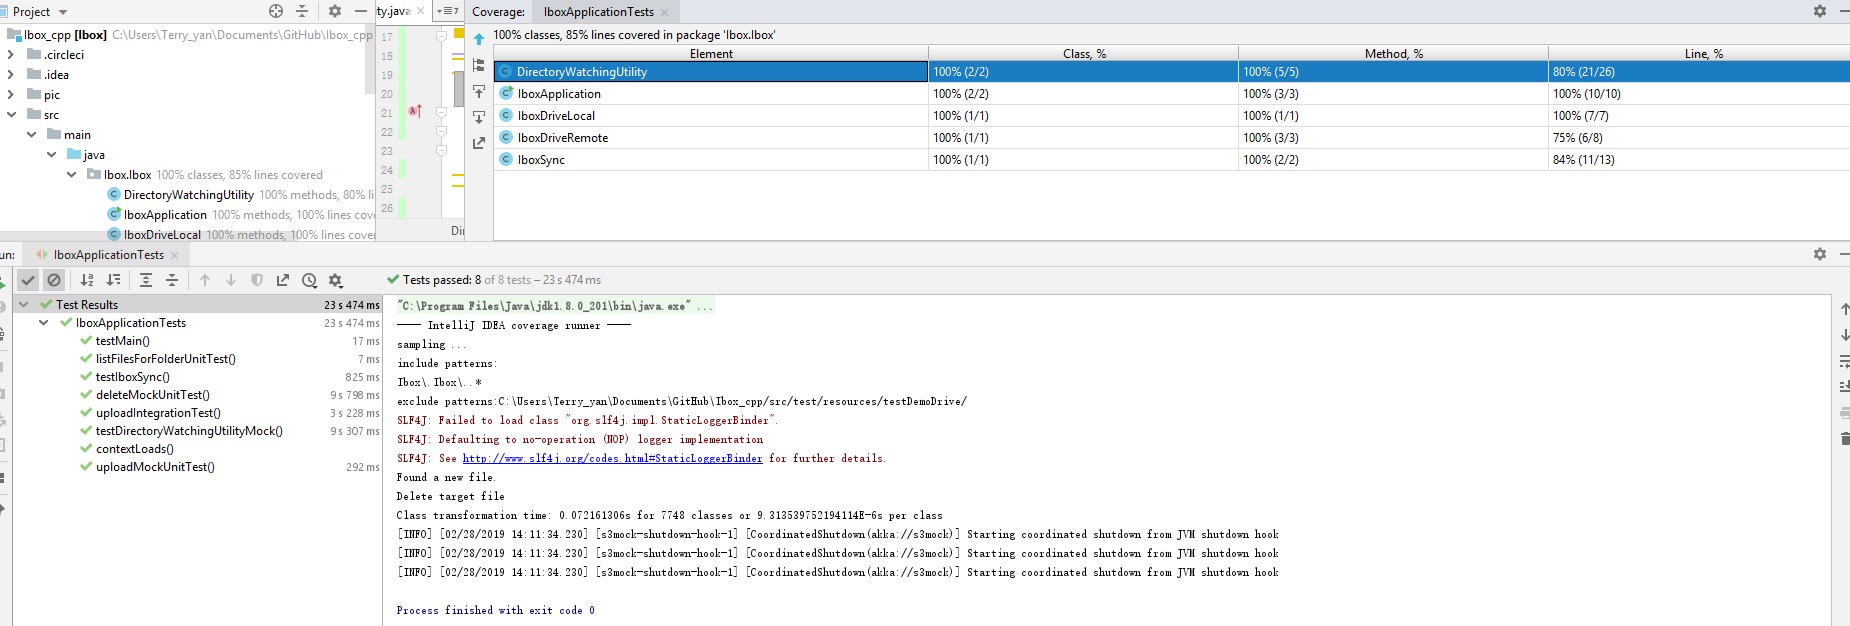 Project
Ibox_cpp [Ibox] C:\Users\Terry_yan\Documents\GitHub\Ibox_cpp
.circleci
.idea
pic
src
main
java
Ibox.Ibox 100% classes, 85% lines covered
DirectoryWatchingUtility 100% methods, 80% li
IboxApplication 100% methods, 100% lines cove
IboxDriveLocal 100% methods, 100% lines cover
ty.java
7
17
18
19
20
21
22
23
24
25
26
Coverage: IboxApplicationTests
100% classes, 85% lines covered in package 'Ibox.Ibox'
Element Class, % Method, % Line, %
DirectoryWatchingUtility 100% (2/2) 100% (5/5) 80% (21/26)
IboxApplication 100% (2/2) 100% (3/3) 100% (10/10)
IboxDriveLocal 100% (1/1) 100% (1/1) 100% (7/7)
IboxDriveRemote 100% (1/1) 100% (3/3) 75% (6/8)
IboxSync 100% (1/1) 100% (2/2) 84% (11/13)
un: IboxApplicationTests
Tests passed: 8 of 8 tests – 23 s 474 ms
Test Results 23 s 474 ms
IboxApplicationTests 23 s 474 ms
testMain() 17 ms
listFilesForFolderUnitTest() 7 ms
testIboxSync() 825 ms
deleteMockUnitTest() 9 s 798 ms
uploadIntegrationTest() 3 s 228 ms
testDirectoryWatchingUtilityMock() 9 s 307 ms
contextLoads()
uploadMockUnitTest() 292 ms
"C:\Program Files\Java\jdk1.8.0_201\bin\java.exe" ...
---- IntelliJ IDEA coverage runner ----
sampling ...
include patterns:
Ibox\.Ibox\..*
exclude patterns:C:\Users\Terry_yan\Documents\GitHub\Ibox_cpp/src/test/resources/testDemoDrive/
SLF4J: Failed to load class "org.slf4j.impl.StaticLoggerBinder".
SLF4J: Defaulting to no-operation (NOP) logger implementation
SLF4J: See http://www.slf4j.org/codes.html#StaticLoggerBinder for further details.
Found a new file.
Delete target file
Class transformation time: 0.072161306s for 7748 classes or 9.313539752194114E-6s per class
[INFO] [02/28/2019 14:11:34.230] [s3mock-shutdown-hook-1] [CoordinatedShutdown(akka://s3mock)] Starting coordinated shutdown from JVM shutdown hook
[INFO] [02/28/2019 14:11:34.230] [s3mock-shutdown-hook-1] [CoordinatedShutdown(akka://s3mock)] Starting coordinated shutdown from JVM shutdown hook
[INFO] [02/28/2019 14:11:34.230] [s3mock-shutdown-hook-1] [CoordinatedShutdown(akka://s3mock)] Starting coordinated shutdown from JVM shutdown hook
Process finished with exit code 0